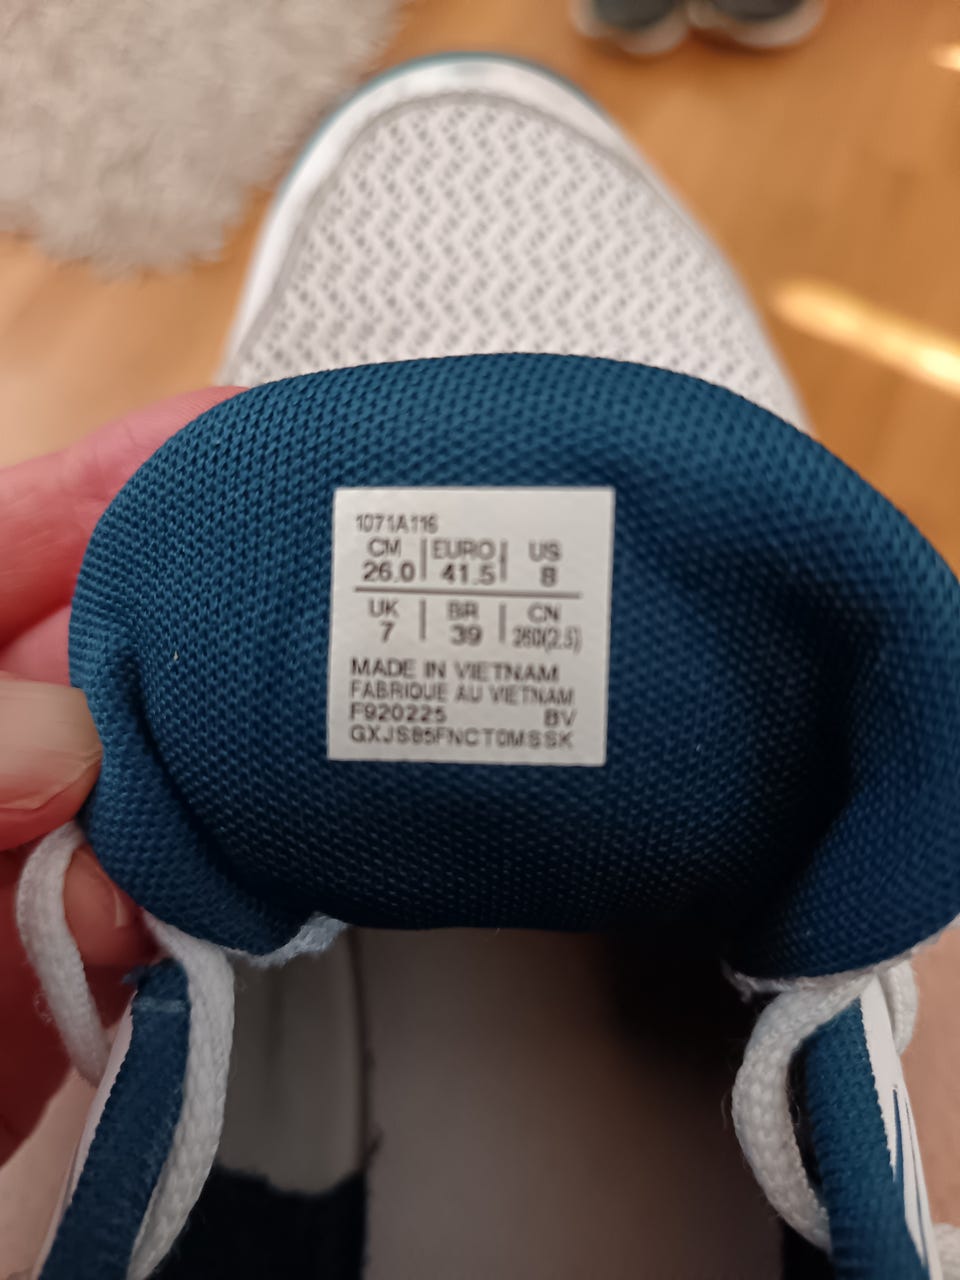 1071A116
CM | EURO | US
26.0 | 41.5 | 8
UK | BR | CN
7 | 39 | 260(2.5)
MADE IN VIETNAM
FABRIQUE AU VIETNAM
F920225 BV
GXJS85FNCT0MSSK